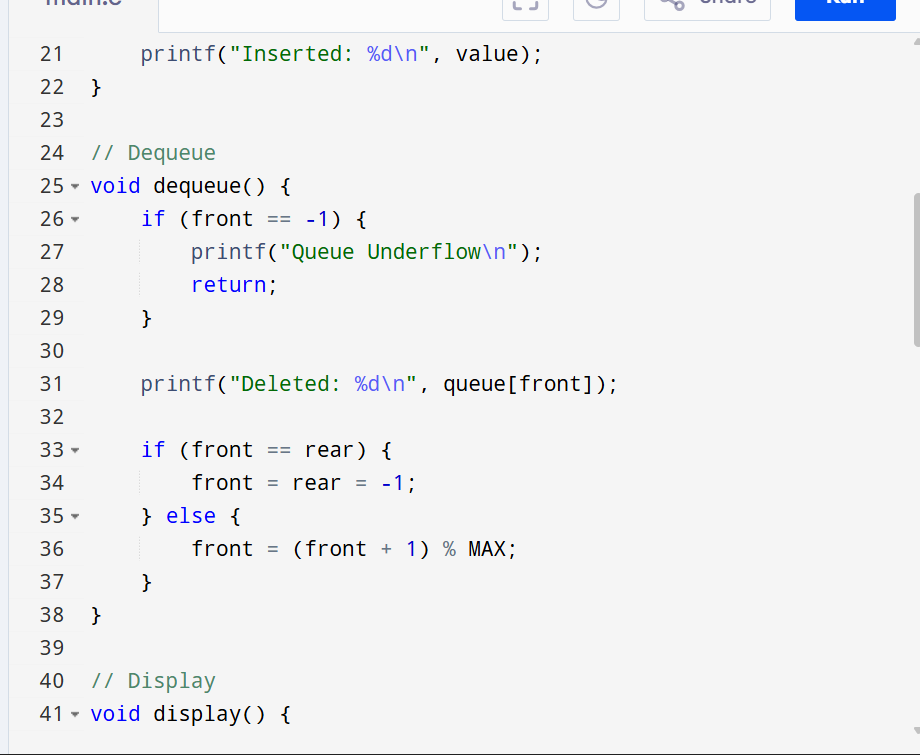 main.c
Share
Run
21 printf("Inserted: %d\n", value);
22 }
23
24 // Dequeue
25 void dequeue() {
26 if (front == -1) {
27 printf("Queue Underflow\n");
28 return;
29 }
30
31 printf("Deleted: %d\n", queue[front]);
32
33 if (front == rear) {
34 front = rear = -1;
35 } else {
36 front = (front + 1) % MAX;
37 }
38 }
39
40 // Display
41 void display() {